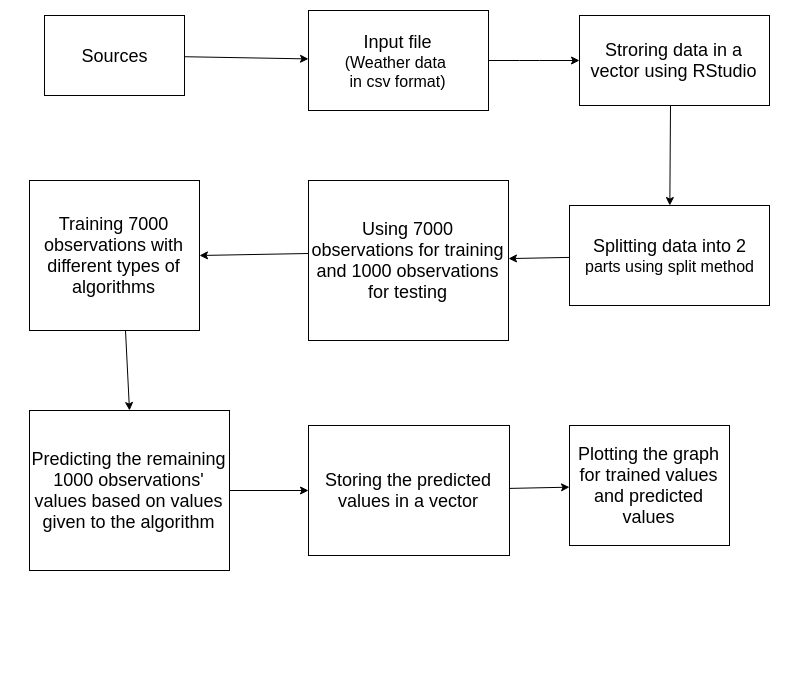 Sources
Input file
(Weather data
in csv format)
Stroring data in a
vector using RStudio
Splitting data into 2
parts using split method
Using 7000
observations for training
and 1000 observations
for testing
Training 7000
observations with
different types of
algorithms
Predicting the remaining
1000 observations'
values based on values
given to the algorithm
Storing the predicted
values in a vector
Plotting the graph
for trained values
and predicted
values